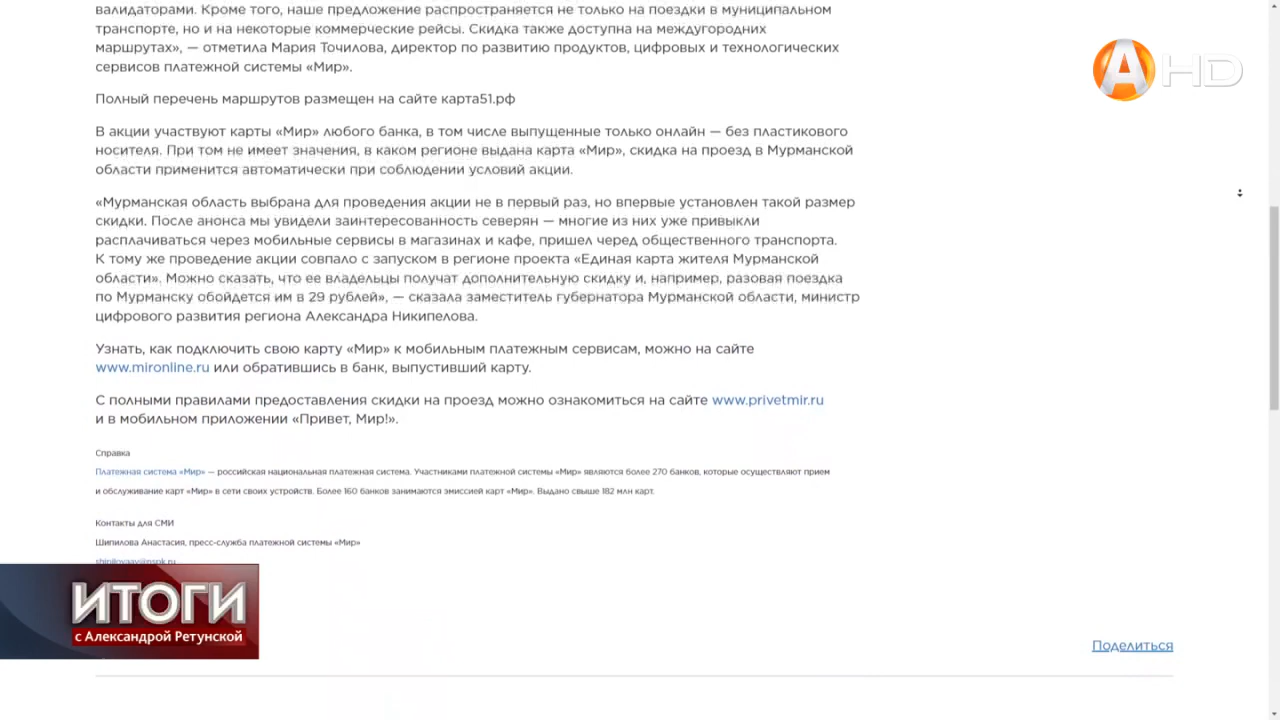 валидаторами. Кроме того, наше предложение распространяется не только на поездки в муниципальном
транспорте, но и на некоторые коммерческие рейсы. Скидка также доступна на междугородних
маршрутах», — отметила Мария Точилова, директор по развитию продуктов, цифровых и технологических
сервисов платежной системы «Мир».
A HD
Полный перечень маршрутов размещен на сайте карта51.рф
В акции участвуют карты «Мир» любого банка, в том числе выпущенные только онлайн — без пластикового
носителя. При том не имеет значения, в каком регионе выдана карта «Мир», скидка на проезд в Мурманской
области применится автоматически при соблюдении условий акции.
«Мурманская область выбрана для проведения акции не в первый раз, но впервые установлен такой размер
скидки. После анонса мы увидели заинтересованность северян — многие из них уже привыкли
расплачиваться через мобильные сервисы в магазинах и кафе, пришел черед общественного транспорта.
К тому же проведение акции совпало с запуском в регионе проекта «Единая карта жителя Мурманской
области». Можно сказать, что ее владельцы получат дополнительную скидку и, например, разовая поездка
по Мурманску обойдется им в 29 рублей», — сказала заместитель губернатора Мурманской области, министр
цифрового развития региона Александра Никипелова.
Узнать, как подключить свою карту «Мир» к мобильным платежным сервисам, можно на сайте
www.mironline.ru или обратившись в банк, выпустивший карту.
С полными правилами предоставления скидки на проезд можно ознакомиться на сайте www.privetmir.ru
и в мобильном приложении «Привет, Мир!».
Справка
Платежная система «Мир» — российская национальная платежная система. Участниками платежной системы «Мир» являются более 270 банков, которые осуществляют прием
и обслуживание карт «Мир» в сети своих устройств. Более 160 банков занимаются эмиссией карт «Мир». Выдано свыше 182 млн карт.
Контакты для СМИ
Шипилова Анастасия, пресс-служба платежной системы «Мир»
shipilovaav@nspk.ru
ИТОГИ
с Александрой Ретунской
Поделиться